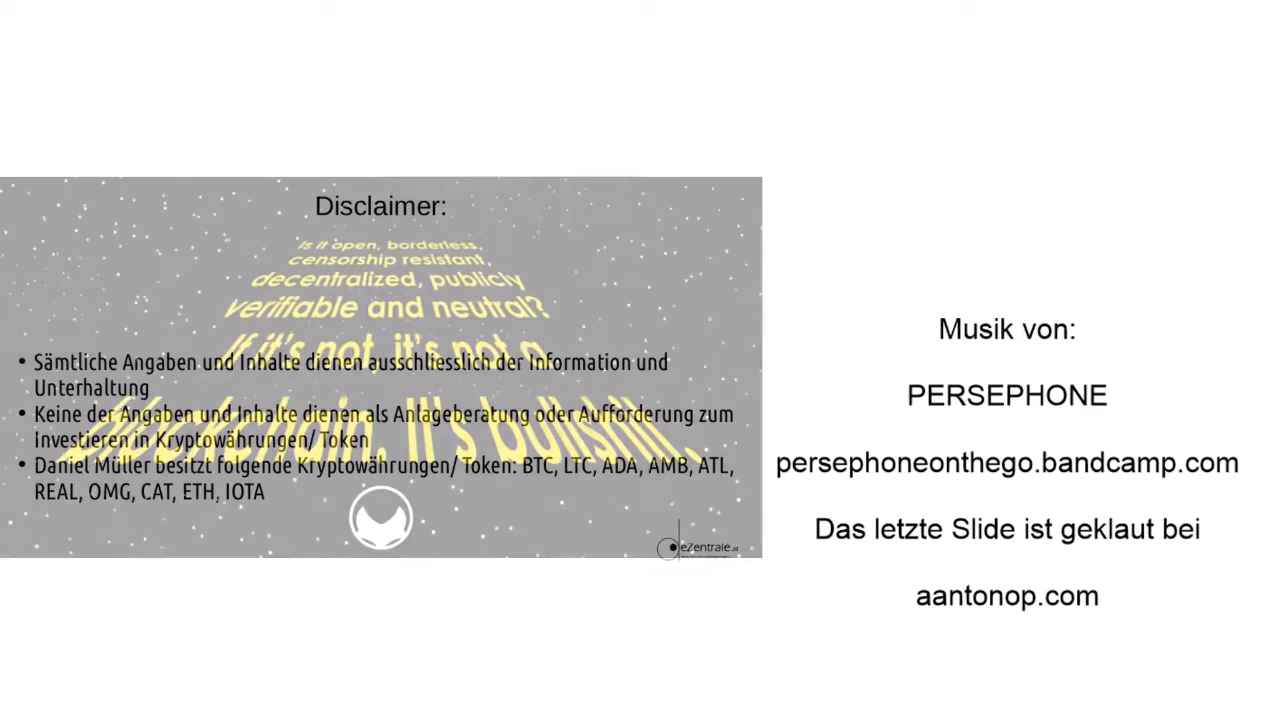 Disclaimer:
Is it open, borderless,
censorship resistant,
decentralized, publicly
verifiable and neutral?
If it's not, it's not a
blockchain. It's bullshit.
• Sämtliche Angaben und Inhalte dienen ausschliesslich der Information und
Unterhaltung
• Keine der Angaben und Inhalte dienen als Anlageberatung oder Aufforderung zum
Investieren in Kryptowährungen/ Token
• Daniel Müller besitzt folgende Kryptowährungen/ Token: BTC, LTC, ADA, AMB, ATL,
REAL, OMG, CAT, ETH, IOTA
eZentrale
Musik von:
PERSEPHONE
persephoneonthego.bandcamp.com
Das letzte Slide ist geklaut bei
aantonop.com